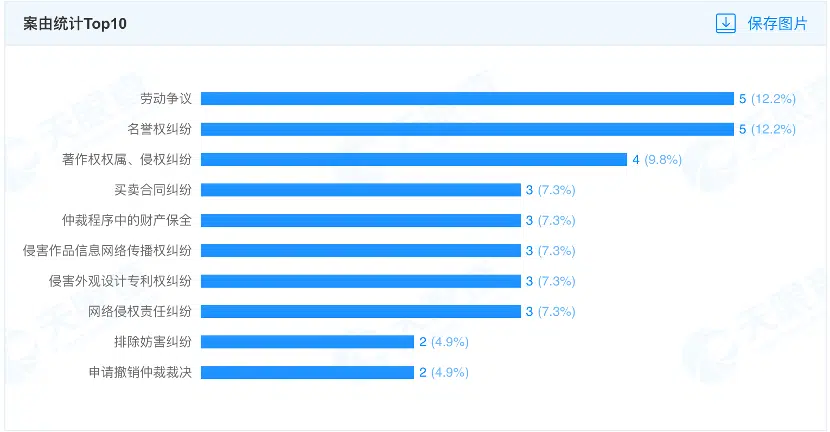 案由统计Top10
保存图片
劳动争议 5 (12.2%)
名誉权纠纷 5 (12.2%)
著作权权属、侵权纠纷 4 (9.8%)
买卖合同纠纷 3 (7.3%)
仲裁程序中的财产保全 3 (7.3%)
侵害作品信息网络传播权纠纷 3 (7.3%)
侵害外观设计专利权纠纷 3 (7.3%)
网络侵权责任纠纷 3 (7.3%)
排除妨害纠纷 2 (4.9%)
申请撤销仲裁裁决 2 (4.9%)